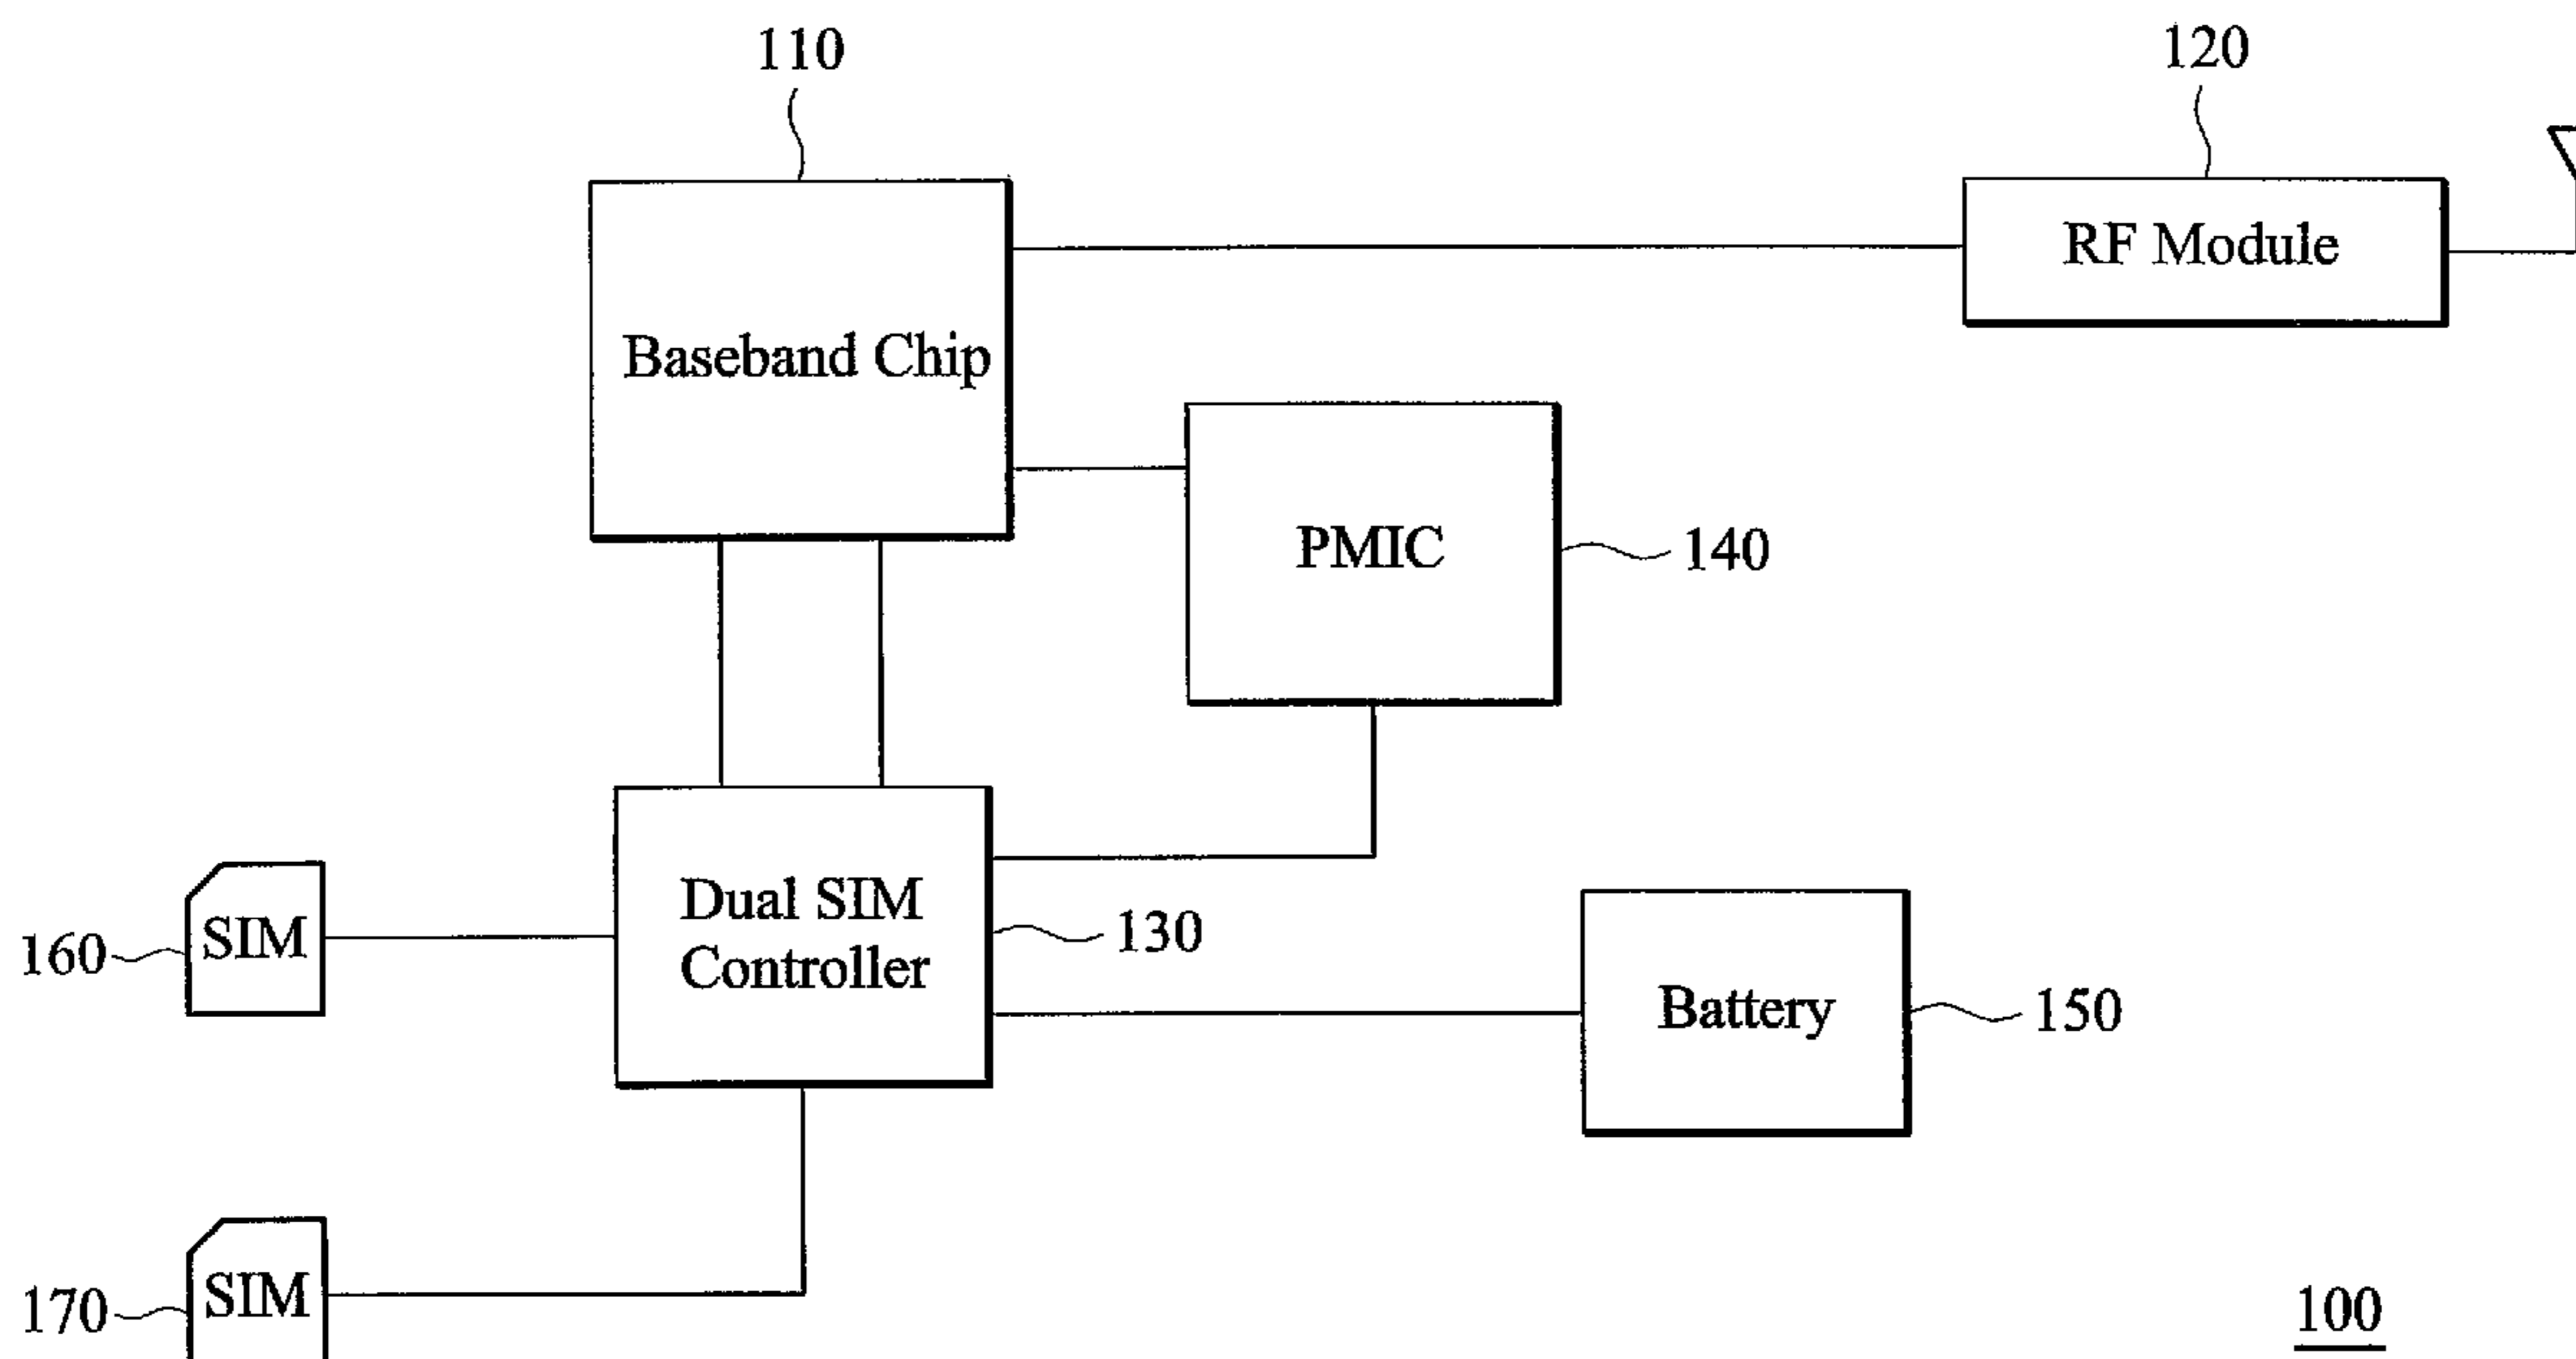 110
120
RF Module
Baseband Chip
PMIC
140
Dual SIM
Controller
130
160
SIM
Battery
150
170
SIM
100